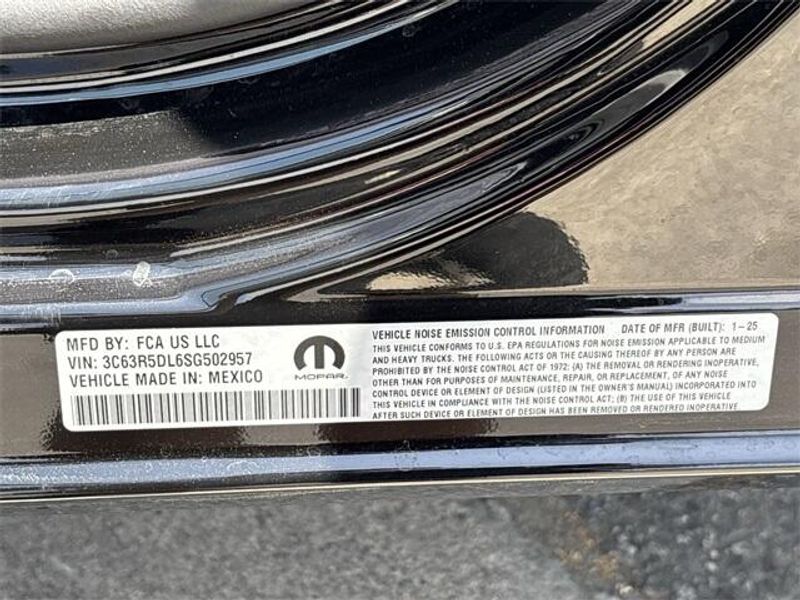 MFD BY: FCA US LLC
VIN: 3C63R5DL6SG502957
VEHICLE MADE IN: MEXICO
MOPAR
VEHICLE NOISE EMISSION CONTROL INFORMATION DATE OF MFR (BUILT): 1-25
THIS VEHICLE CONFORMS TO U.S. EPA REGULATIONS FOR NOISE EMISSION APPLICABLE TO MEDIUM
AND HEAVY TRUCKS. THE FOLLOWING ACTS OR THE CAUSING THEREOF BY ANY PERSON ARE
PROHIBITED BY THE NOISE CONTROL ACT OF 1972: (A) THE REMOVAL OR RENDERING INOPERATIVE,
OTHER THAN FOR PURPOSES OF MAINTENANCE, REPAIR, OR REPLACEMENT, OF ANY NOISE
CONTROL DEVICE OR ELEMENT OF DESIGN (LISTED IN THE OWNER'S MANUAL) INCORPORATED INTO
THIS VEHICLE IN COMPLIANCE WITH THE NOISE CONTROL ACT; (B) THE USE OF THIS VEHICLE
AFTER SUCH DEVICE OR ELEMENT OF DESIGN HAS BEEN REMOVED OR RENDERED INOPERATIVE.